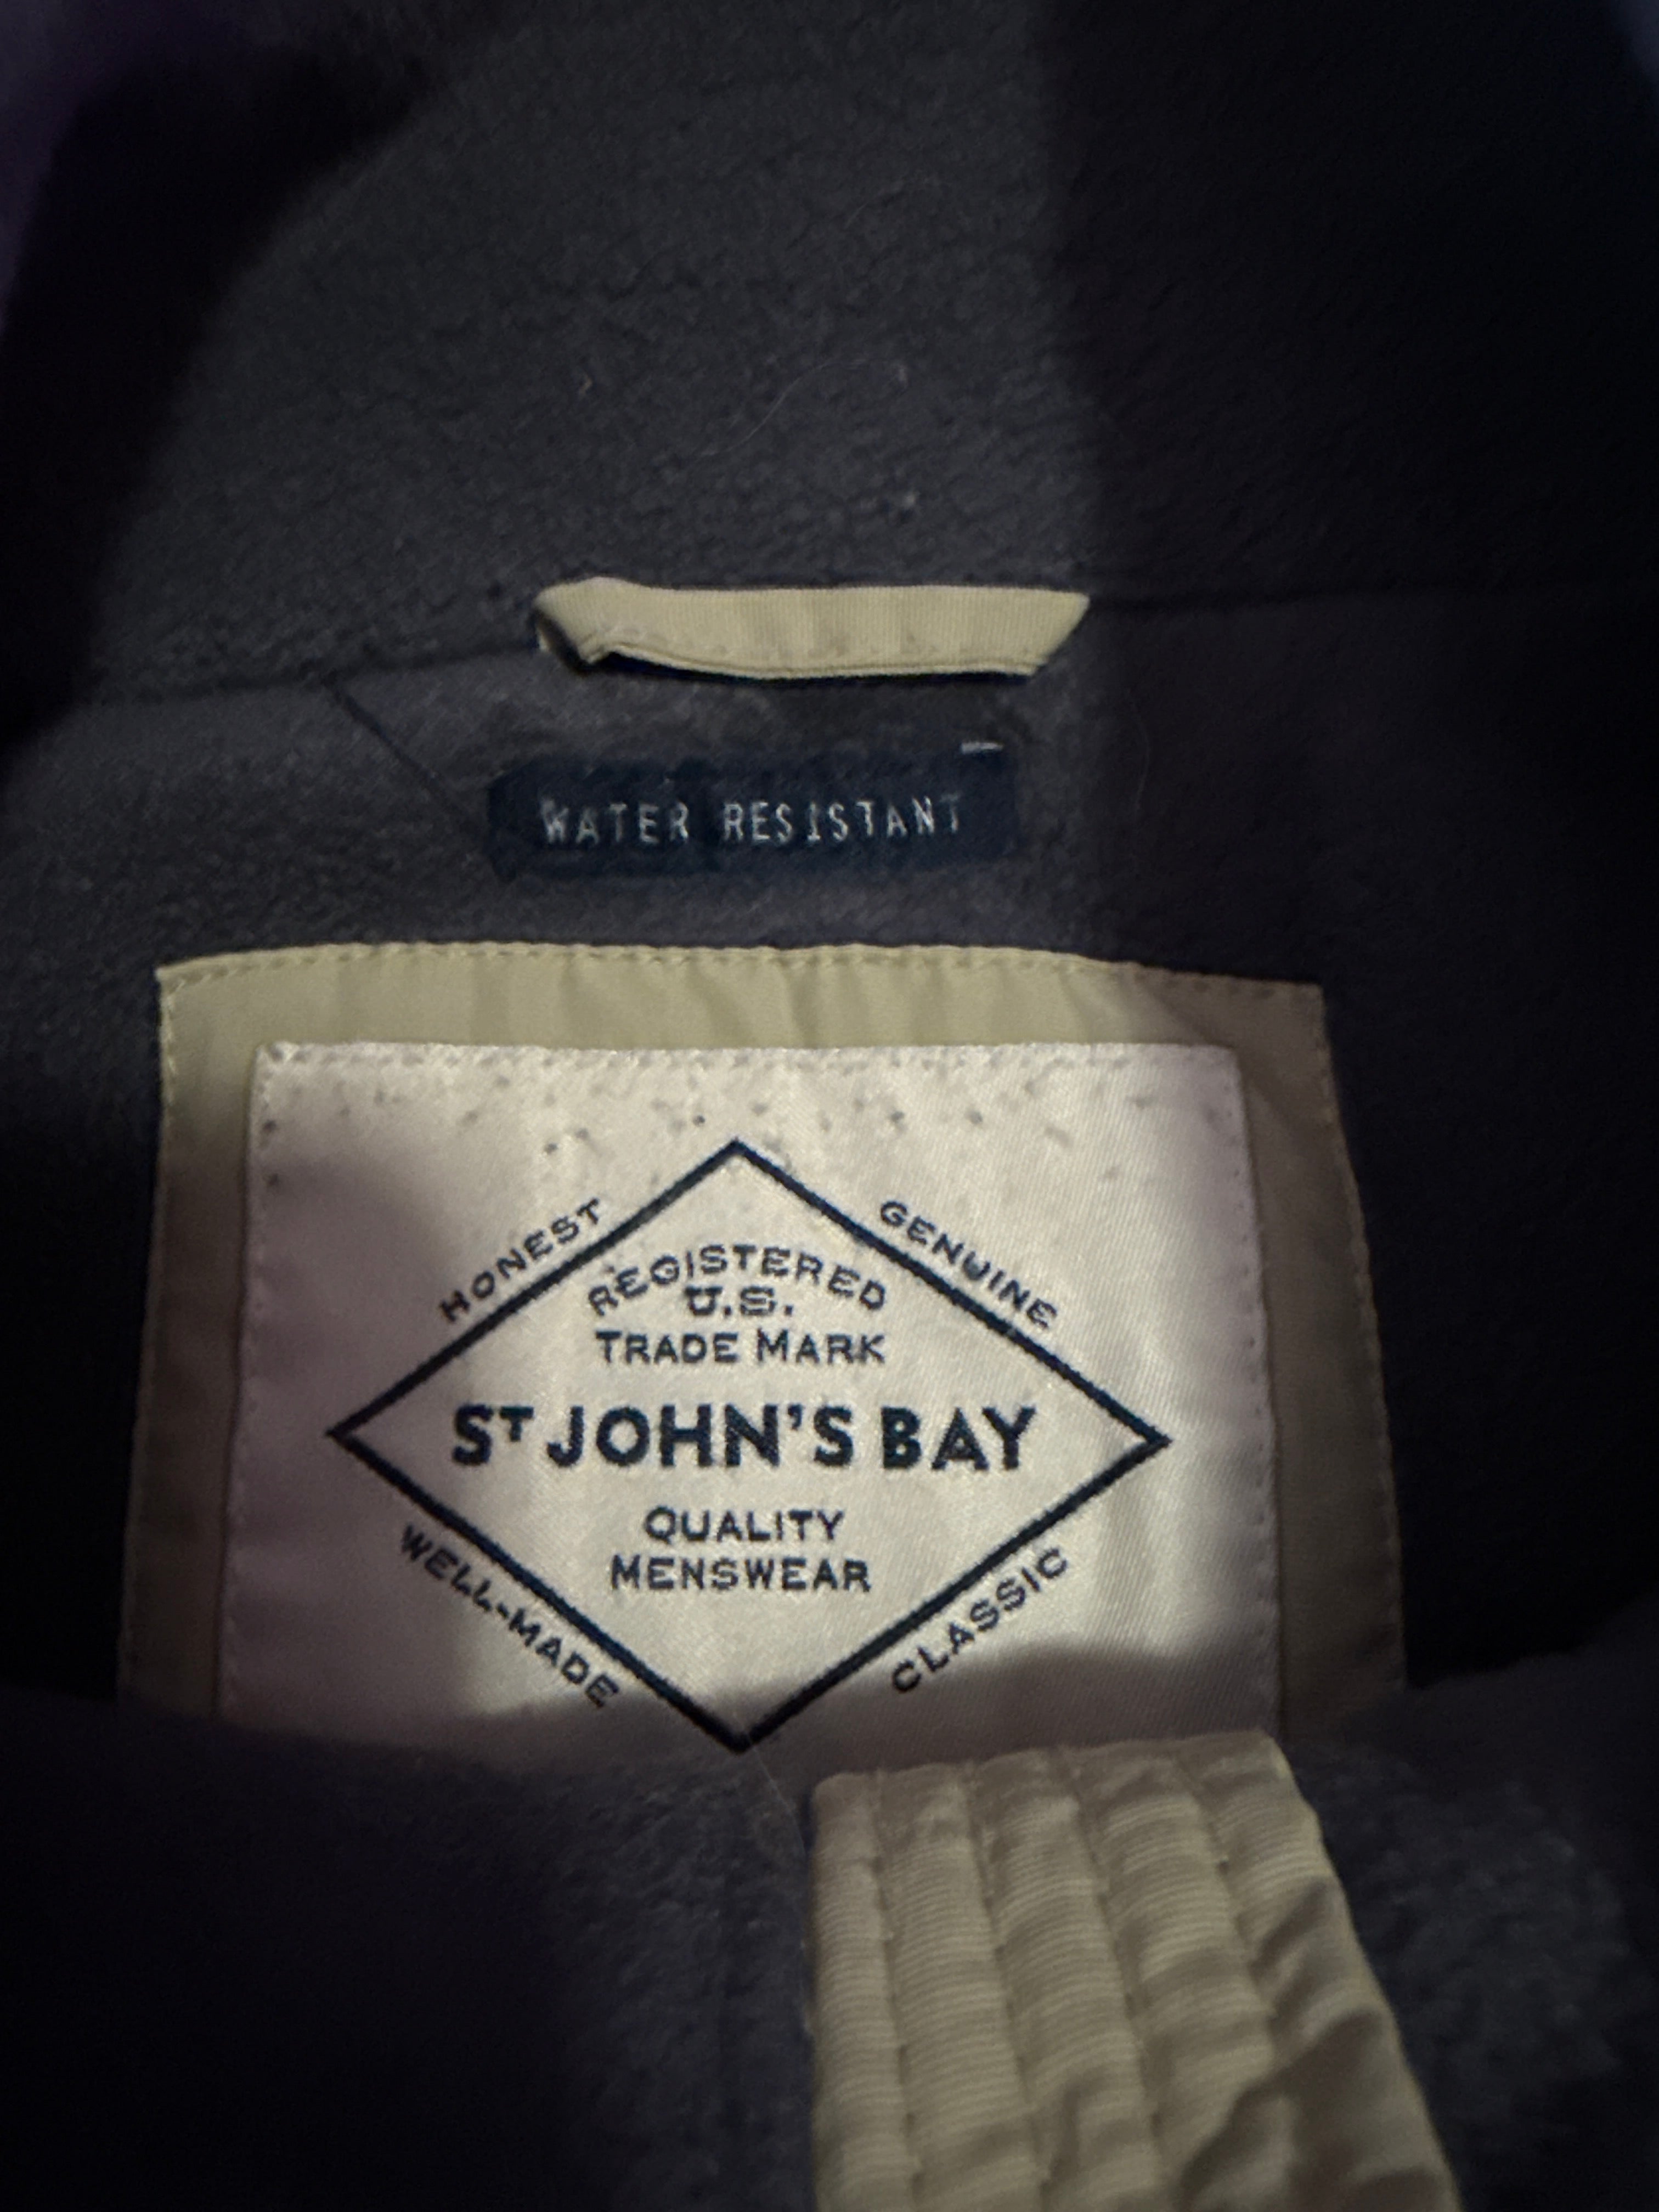 WATER RESISTANT
HONEST
GENUINE
REGISTERED
U.S.
TRADE MARK
ST JOHN'S BAY
QUALITY
MENSWEAR
WELL-MADE
CLASSIC